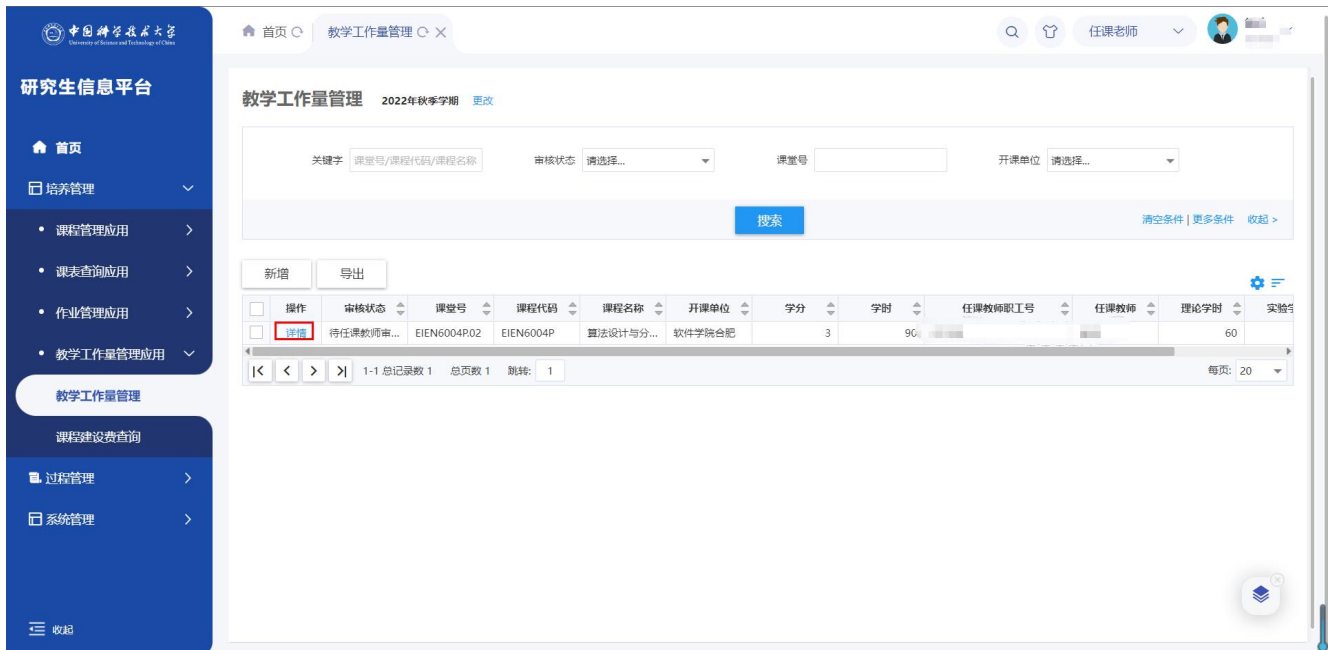 中国科学技术大学
University of Science and Technology of China
首页
教学工作量管理
任课老师
研究生信息平台
首页
培养管理
课程管理应用
课表查询应用
作业管理应用
教学工作量管理应用
教学工作量管理
课程建设费查询
过程管理
系统管理
收起
教学工作量管理 2022年秋季学期 更改
关键字 课堂号/课程代码/课程名称 审核状态 请选择... 课堂号 开课单位 请选择...
搜索
清空条件 | 更多条件 收起 >
新增 导出
操作 审核状态 课堂号 课程代码 课程名称 开课单位 学分 学时 任课教师职工号 任课教师 理论学时
详情 待任课教师审... EIEN6004P.02 EIEN6004P 算法设计与分... 软件学院合肥 3 60
1-1 总记录数 1 总页数 1 跳转: 1 每页: 20